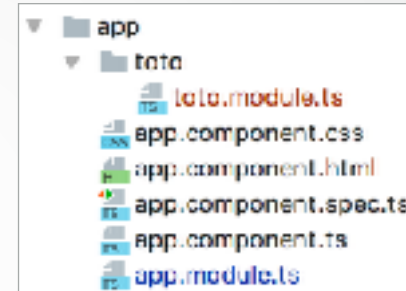 app
toto
toto.module.ts
app.component.css
app.component.html
app.component.spec.ts
app.component.ts
app.module.ts